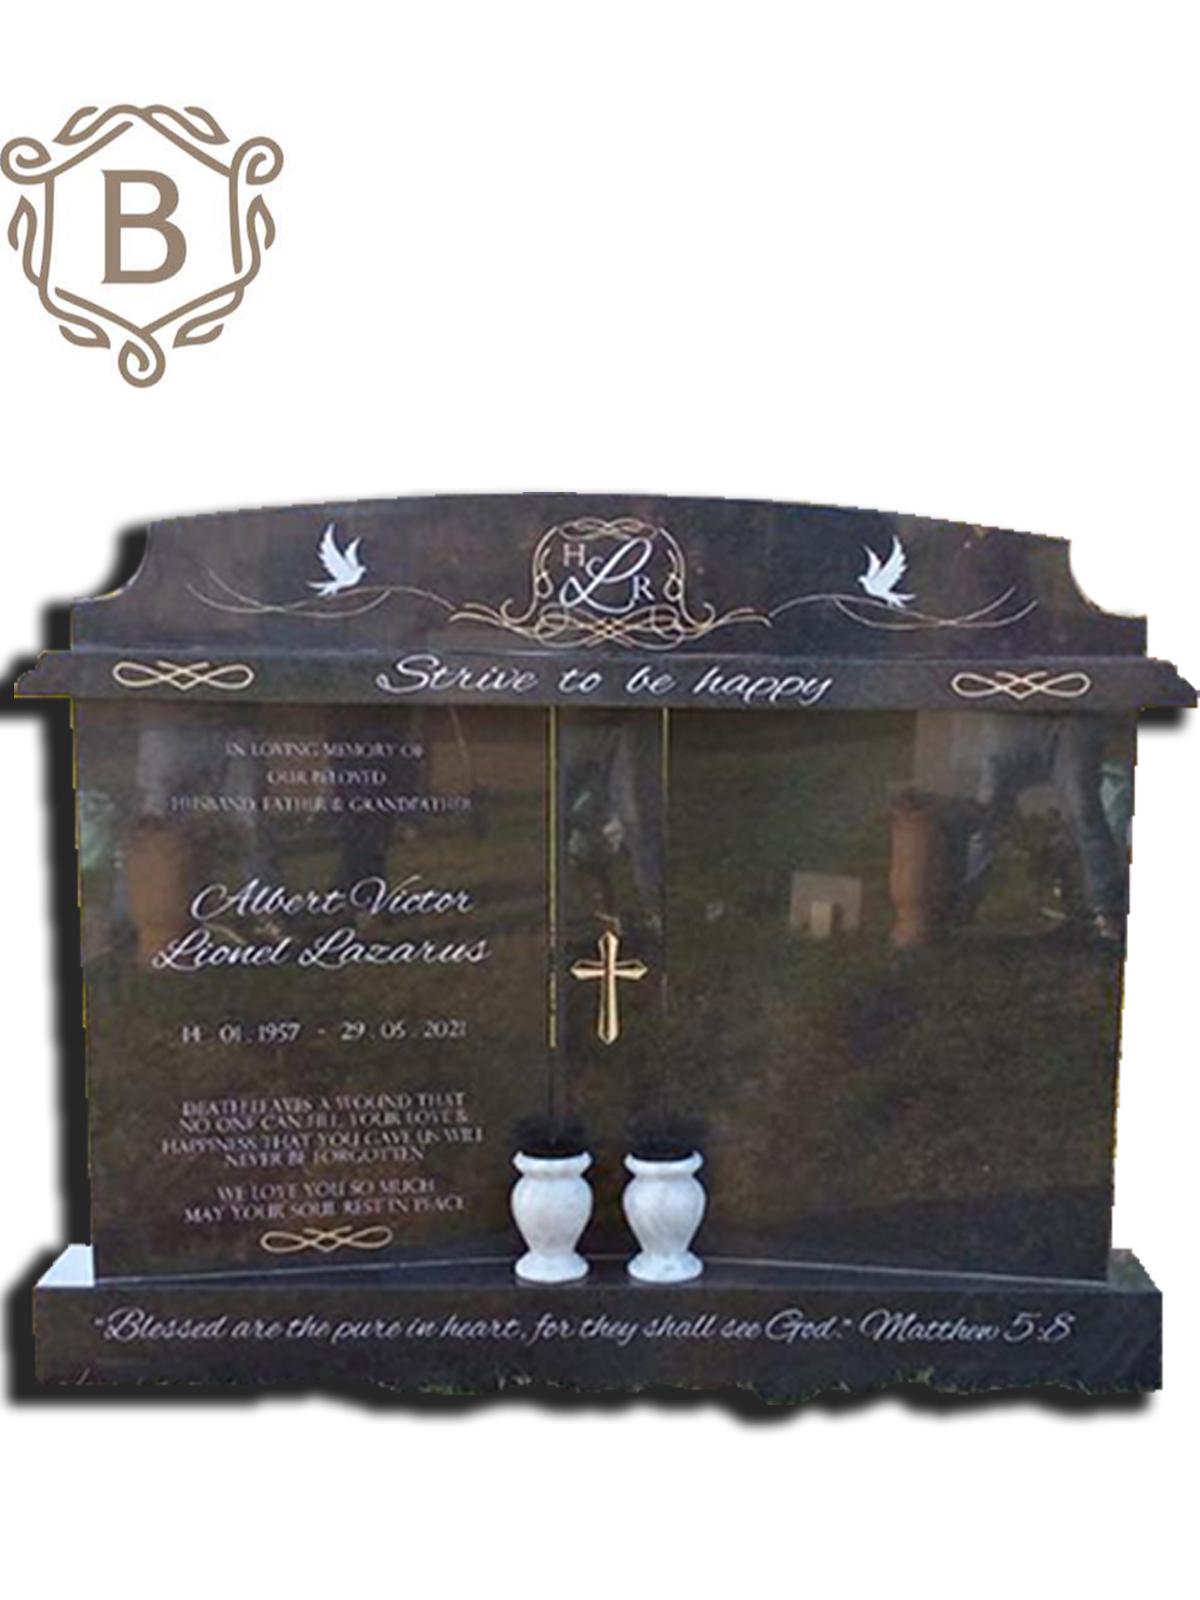 B
H
L R
Strive to be happy
IN LOVING MEMORY OF
OUR BELOVED
HUSBAND, FATHER & GRANDFATHER
Albert Victor
Lionel Lazarus
14 . 01 . 1957 - 29 . 05 . 2021
DEATH LEAVES A WOUND THAT
NO ONE CAN FILL, YOUR LOVE &
HAPPINESS THAT YOU GAVE US WILL
NEVER BE FORGOTTEN
WE LOVE YOU SO MUCH
MAY YOUR SOUL REST IN PEACE
"Blessed are the pure in heart, for they shall see God." Matthew 5:8